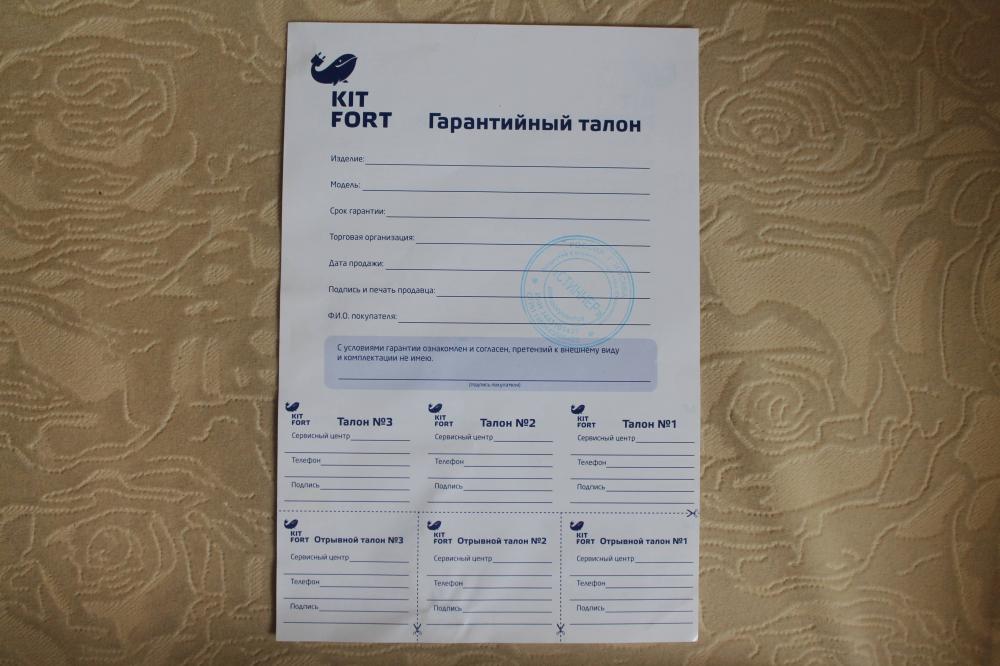 KIT
FORT
Гарантийный талон
Изделие:
Модель:
Срок гарантии:
Торговая организация:
Дата продажи:
Подпись и печать продавца:
Ф.И.О. покупателя:
СТИННЕР
С условиями гарантии ознакомлен и согласен, претензий к внешнему виду
и комплектации не имею.
(подпись покупателя)
KIT
FORT
Талон №3
Сервисный центр
Телефон
Подпись
KIT
FORT
Талон №2
Сервисный центр
Телефон
Подпись
KIT
FORT
Талон №1
Сервисный центр
Телефон
Подпись
KIT
FORT Отрывной талон №3
Сервисный центр
Телефон
Подпись
KIT
FORT Отрывной талон №2
Сервисный центр
Телефон
Подпись
KIT
FORT Отрывной талон №1
Сервисный центр
Телефон
Подпись